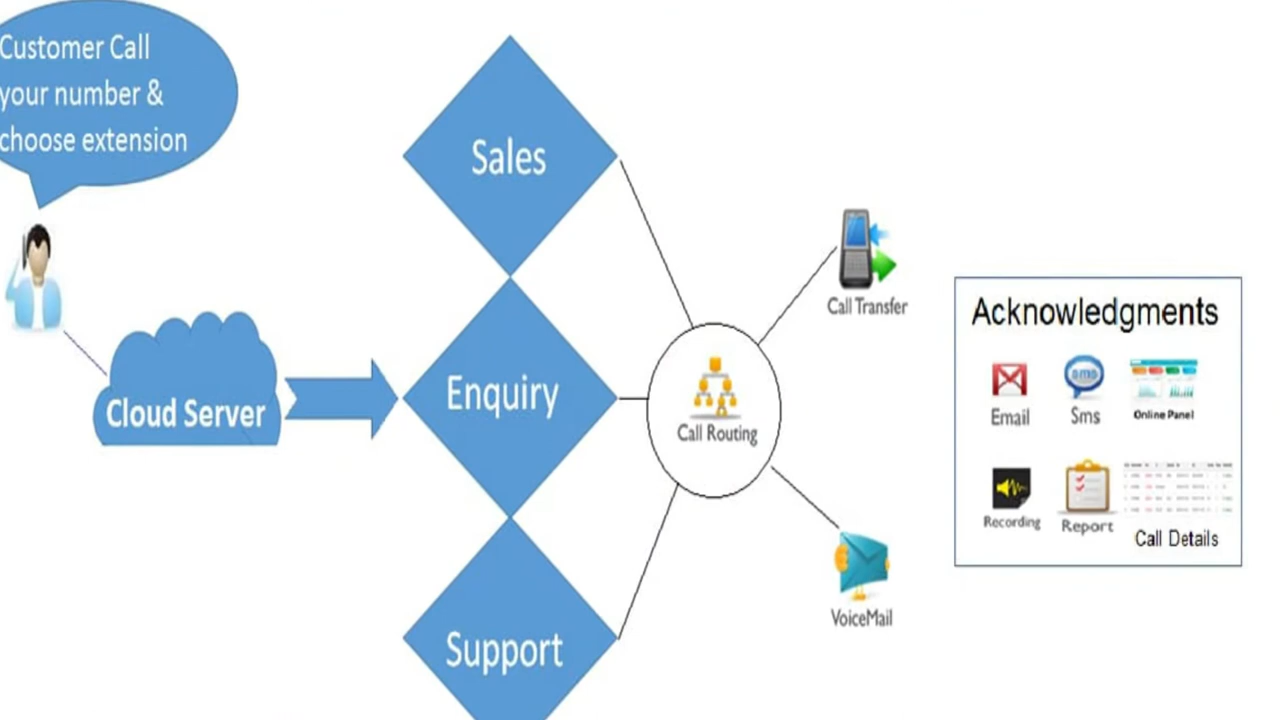 Customer Call
your number &
choose extension
Sales
Enquiry
Support
Cloud Server
Call Routing
Call Transfer
VoiceMail
Acknowledgments
Email
sms
Sms
Online Panel
Recording
Report
Call Details